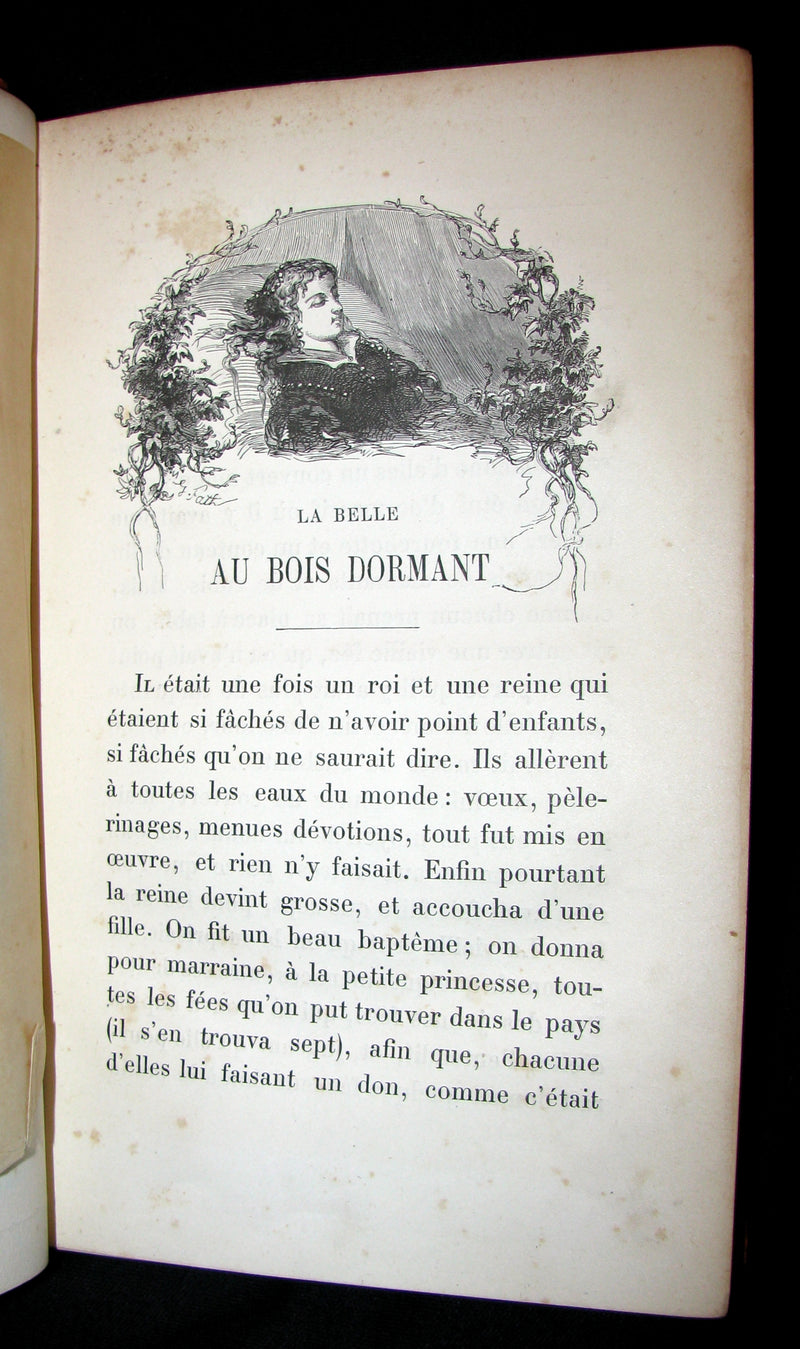 LA BELLE
AU BOIS DORMANT
IL était une fois un roi et une reine qui
étaient si fâchés de n'avoir point d'enfants,
si fâchés qu'on ne saurait dire. Ils allèrent
à toutes les eaux du monde : vœux, pèle-
rinages, menues dévotions, tout fut mis en
œuvre, et rien n'y faisait. Enfin pourtant
la reine devint grosse, et accoucha d'une
fille. On fit un beau baptême ; on donna
pour marraine, à la petite princesse, tou-
tes les fées qu'on put trouver dans le pays
(il s'en trouva sept), afin que, chacune
d'elles lui faisant un don, comme c'était